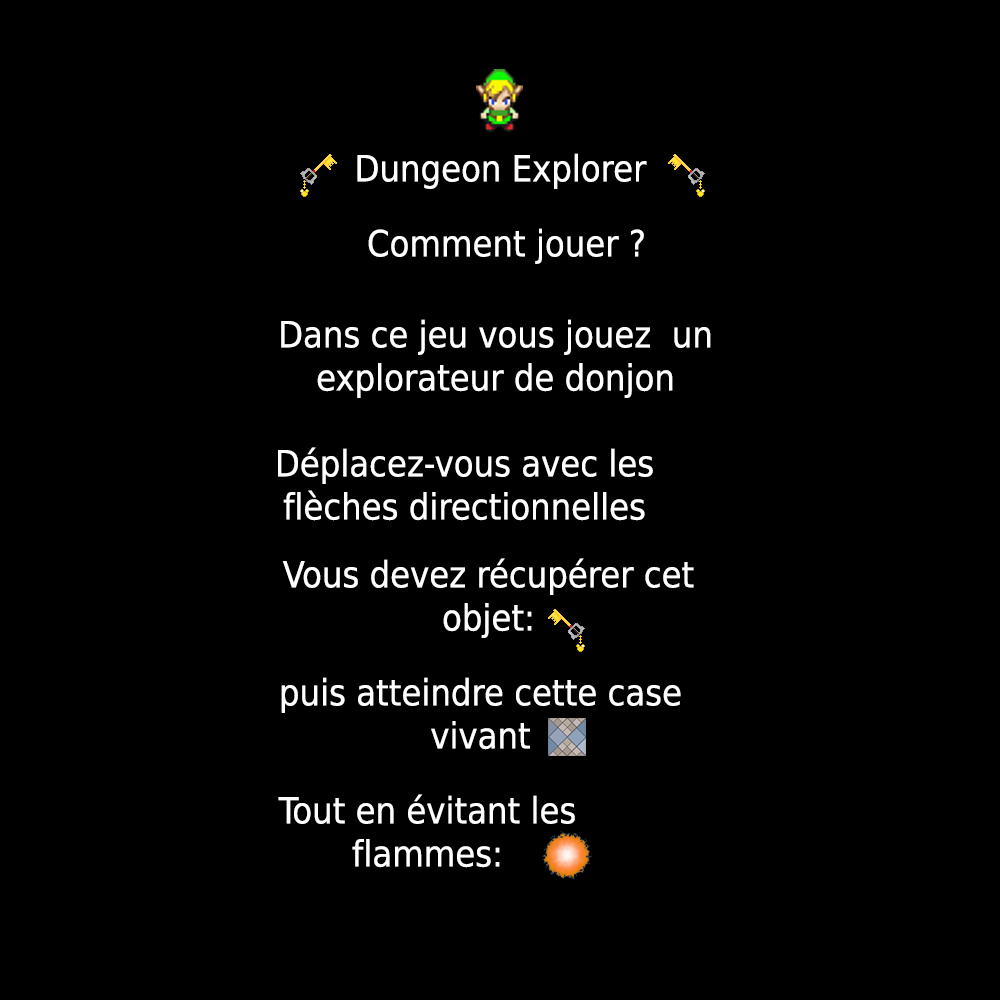 Dungeon Explorer
Comment jouer ?
Dans ce jeu vous jouez un
explorateur de donjon
Déplacez-vous avec les
flèches directionnelles
Vous devez récupérer cet
objet:
puis atteindre cette case
vivant
Tout en évitant les
flammes: